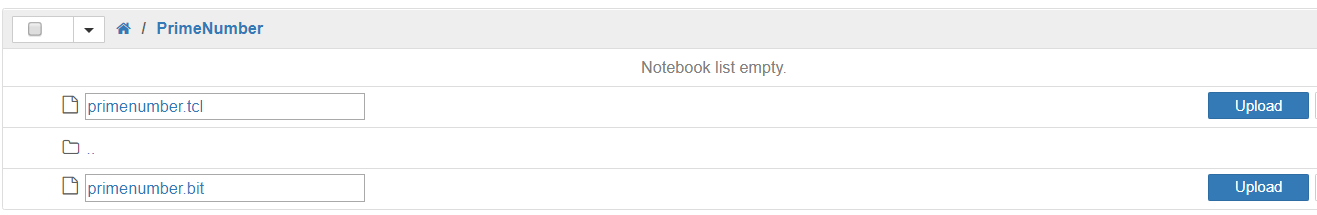 / PrimeNumber
Notebook list empty.
primenumber.tcl Upload
..
primenumber.bit Upload